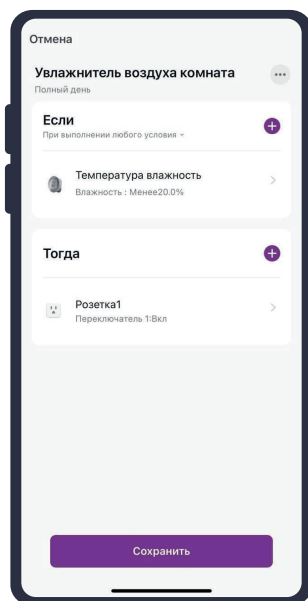 Отмена
Увлажнитель воздуха комната
Полный день
Если
При выполнении любого условия
Температура влажность
Влажность : Менее20.0%
Тогда
Розетка1
Переключатель 1:Вкл
Сохранить